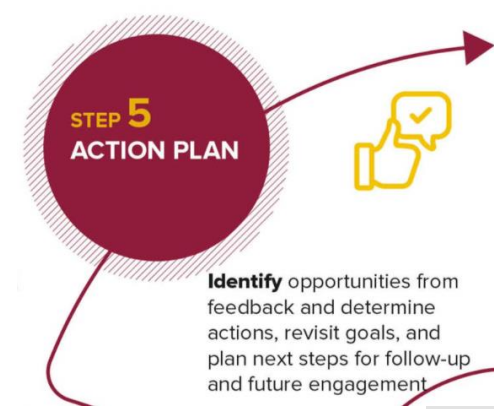 STEP 5
ACTION PLAN
Identify opportunities from
feedback and determine
actions, revisit goals, and
plan next steps for follow-up
and future engagement